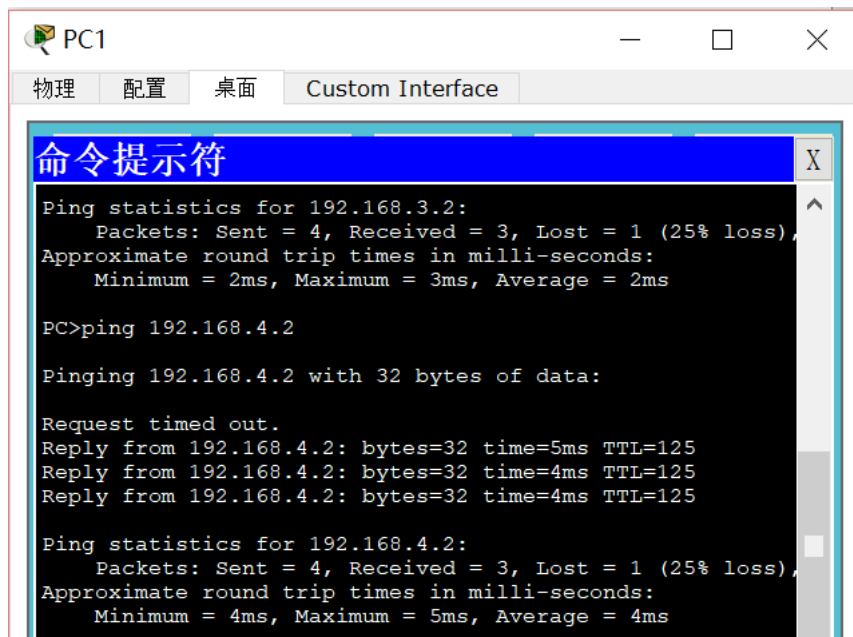 PC1
物理 配置 桌面 Custom Interface
命令提示符 X
Ping statistics for 192.168.3.2:
Packets: Sent = 4, Received = 3, Lost = 1 (25% loss),
Approximate round trip times in milli-seconds:
Minimum = 2ms, Maximum = 3ms, Average = 2ms
PC>ping 192.168.4.2
Pinging 192.168.4.2 with 32 bytes of data:
Request timed out.
Reply from 192.168.4.2: bytes=32 time=5ms TTL=125
Reply from 192.168.4.2: bytes=32 time=4ms TTL=125
Reply from 192.168.4.2: bytes=32 time=4ms TTL=125
Ping statistics for 192.168.4.2:
Packets: Sent = 4, Received = 3, Lost = 1 (25% loss),
Approximate round trip times in milli-seconds:
Minimum = 4ms, Maximum = 5ms, Average = 4ms